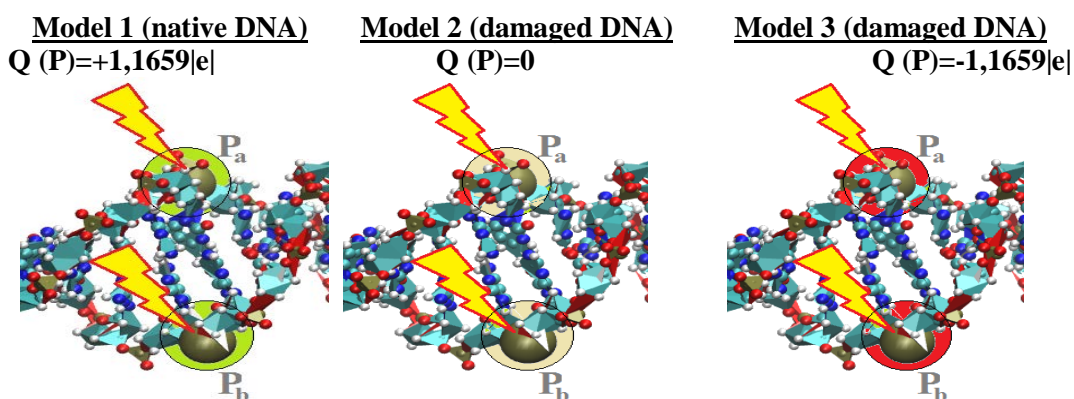 Model 1 (native DNA) Model 2 (damaged DNA) Model 3 (damaged DNA)
Q (P)=+1,1659|e| Q (P)=0 Q (P)=-1,1659|e|
Pa Pa Pa
Pb Pb Pb